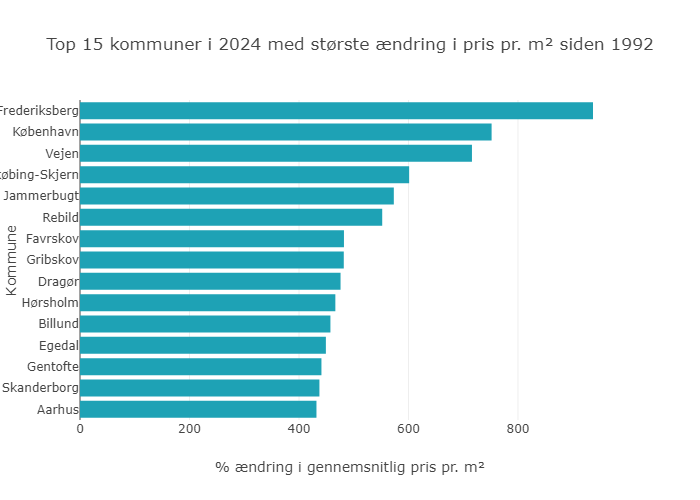 Top 15 kommuner i 2024 med største ændring i pris pr. m² siden 1992
Frederiksberg
København
Vejen
øbing-Skjern
Jammerbugt
Rebild
Favrskov
Gribskov
Dragør
Hørsholm
Billund
Egedal
Gentofte
Skanderborg
Aarhus
Kommune
0 200 400 600 800
% ændring i gennemsnitlig pris pr. m²